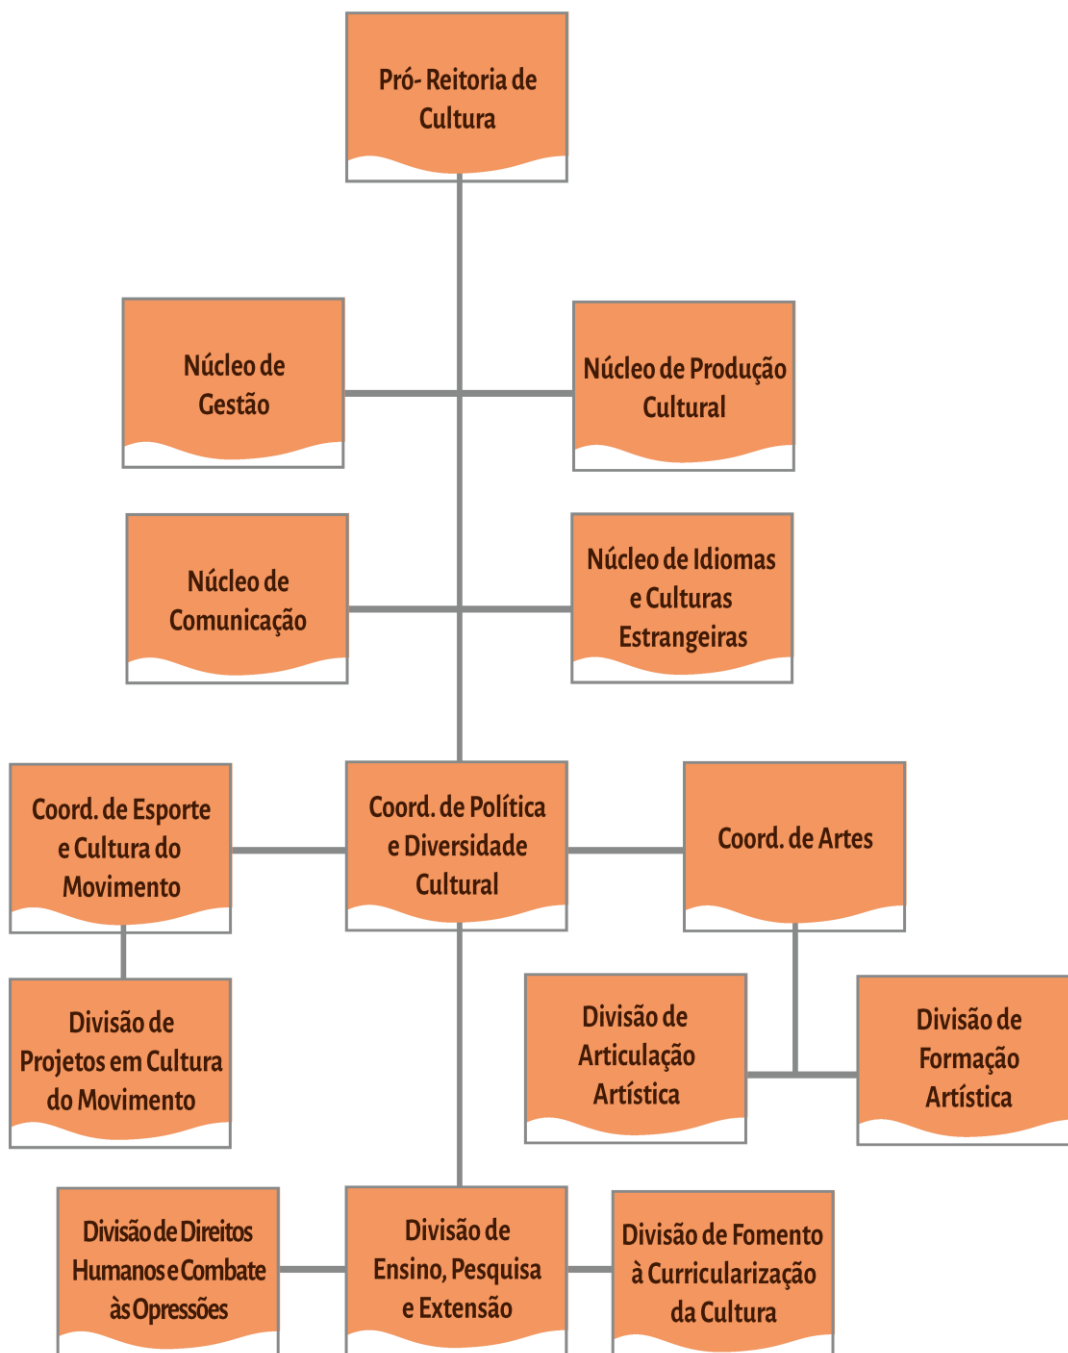 Pró- Reitoria de
Cultura
Núcleo de
Gestão
Núcleo de Produção
Cultural
Núcleo de
Comunicação
Núcleo de Idiomas
e Culturas
Estrangeiras
Coord. de Esporte
e Cultura do
Movimento
Coord. de Política
e Diversidade
Cultural
Coord. de Artes
Divisão de
Projetos em Cultura
do Movimento
Divisão de
Articulação
Artística
Divisão de
Formação
Artística
Divisão de Direitos
Humanos e Combate
às Opressões
Divisão de
Ensino, Pesquisa
e Extensão
Divisão de Fomento
à Curricularização
da Cultura